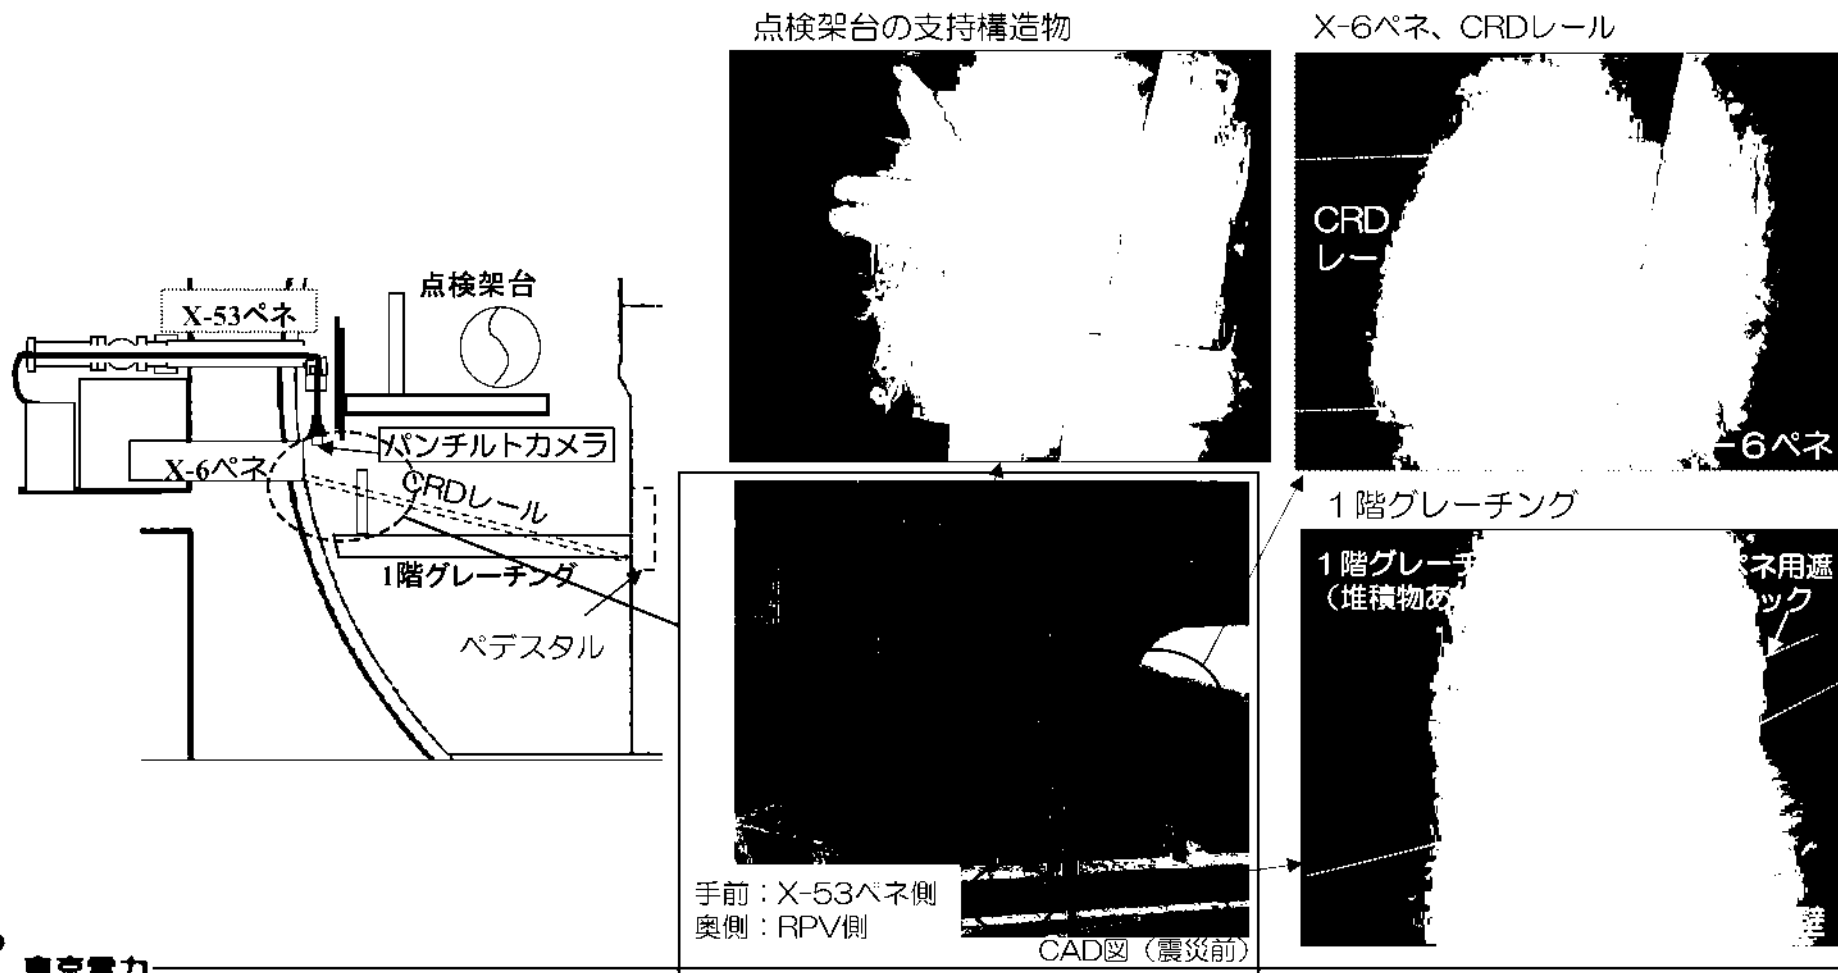 点検架台の支持構造物
X-6ペネ、CRDレール
CRD
レー
-6ペネ
点検架台
X-53ペネ
パンチルトカメラ
X-6ペネ
CRDレール
1階グレーチング
ペデスタル
1階グレーチング
1階グレーチ
(堆積物あ
ペネ用遮
ック
壁
手前：X-53ペネ側
奥側：RPV側
CAD図（震災前）
東京電力